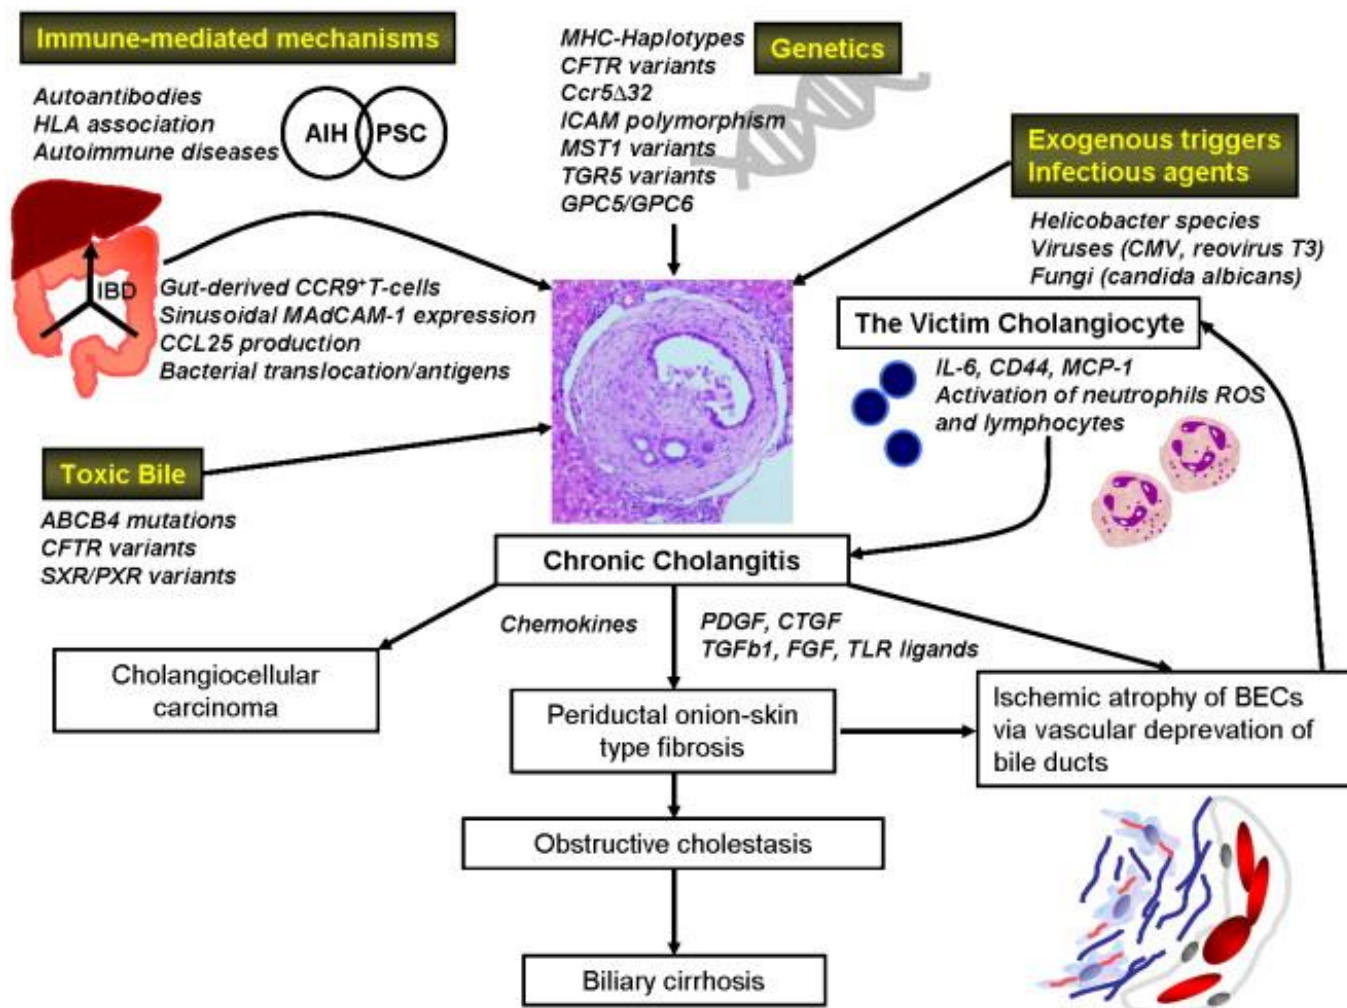 Immune-mediated mechanisms
Autoantibodies
HLA association
Autoimmune diseases
AIH
PSC
MHC-Haplotypes
CFTR variants
Ccr5Δ32
ICAM polymorphism
MST1 variants
TGR5 variants
GPC5/GPC6
Genetics
Exogenous triggers
Infectious agents
Helicobacter species
Viruses (CMV, reovirus T3)
Fungi (candida albicans)
IBD
Gut-derived CCR9⁺T-cells
Sinusoidal MAdCAM-1 expression
CCL25 production
Bacterial translocation/antigens
The Victim Cholangiocyte
IL-6, CD44, MCP-1
Activation of neutrophils ROS
and lymphocytes
Toxic Bile
ABCB4 mutations
CFTR variants
SXR/PXR variants
Chronic Cholangitis
Chemokines
PDGF, CTGF
TGFb1, FGF, TLR ligands
Cholangiocellular
carcinoma
Periductal onion-skin
type fibrosis
Ischemic atrophy of BECs
via vascular deprevation of
bile ducts
Obstructive cholestasis
Biliary cirrhosis